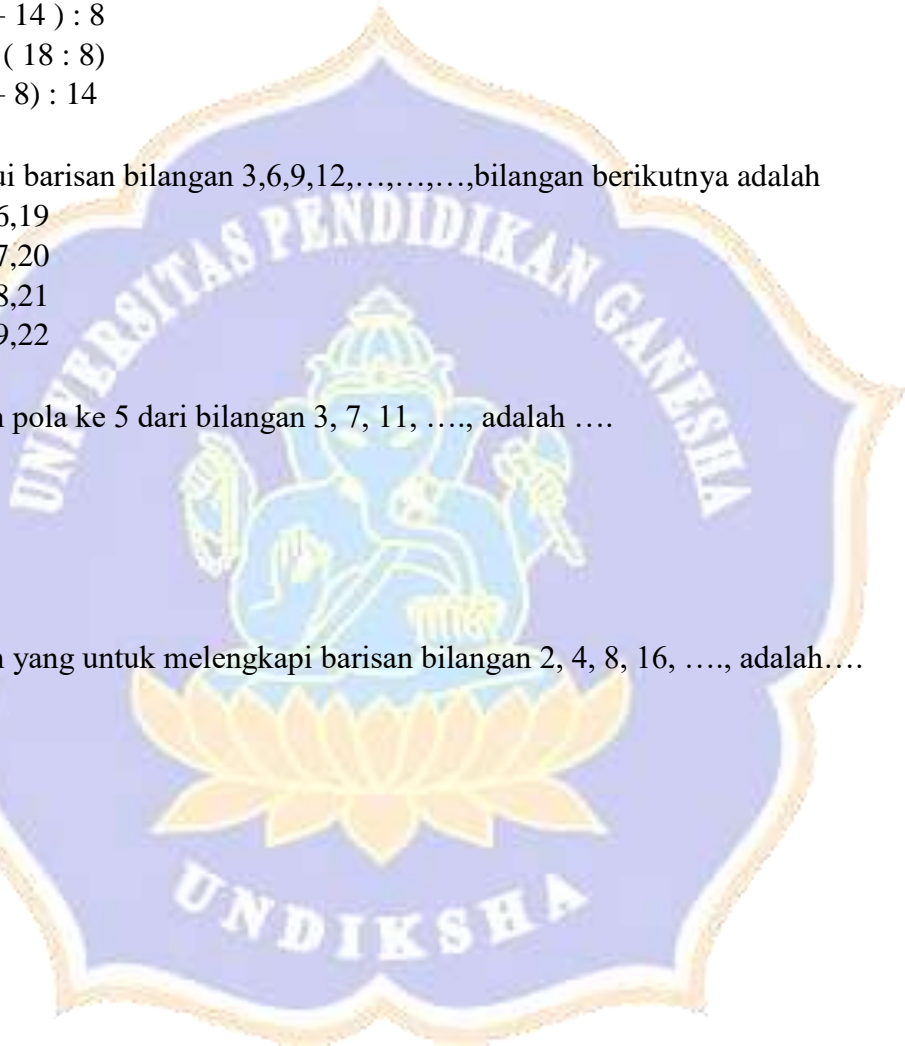 - 14 ) : 8
( 18 : 8)
- 8) : 14
ui barisan bilangan 3,6,9,12,…,…,…,bilangan berikutnya adalah
6,19
7,20
8,21
9,22
n pola ke 5 dari bilangan 3, 7, 11, …., adalah ….
n yang untuk melengkapi barisan bilangan 2, 4, 8, 16, …., adalah….
UNIVERSITAS PENDIDIKAN GANESHA
UNDIKSHA